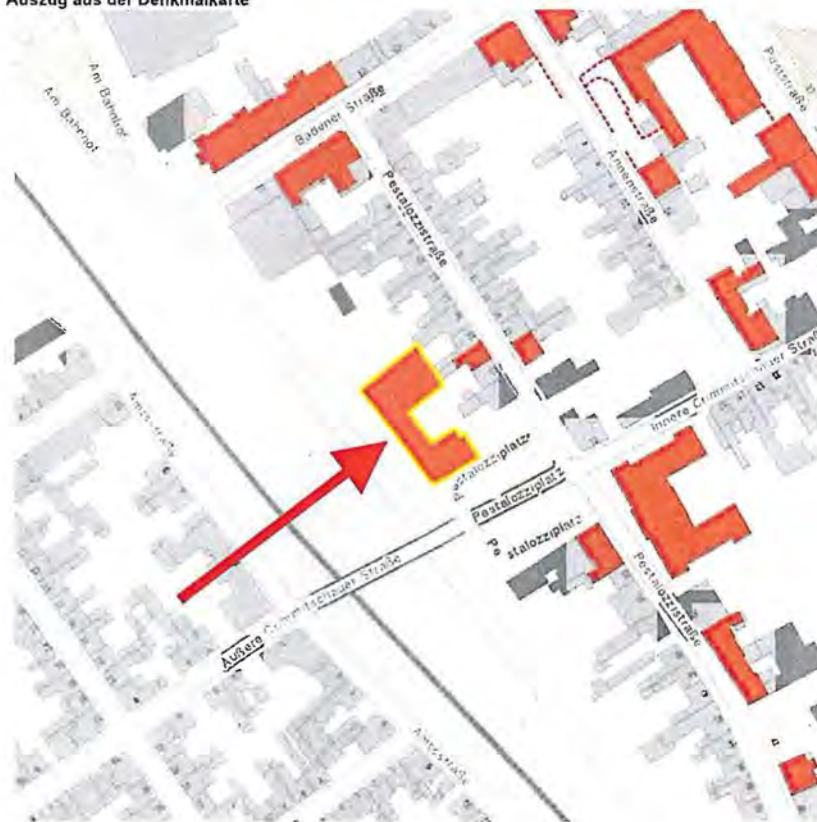 Auszug aus der Denkmalkarte
Am Bahnhof
Am Bahnhof
Badener Straße
Poststraße
Annenstraße
Pestalozzistraße
Amtsstraße
Innere Crimmitschauer Straße
Pestalozziplatz
Pestalozziplatz
Pestalozziplatz
Äußere Crimmitschauer Straße
Pestalozzistraße
Amtsstraße